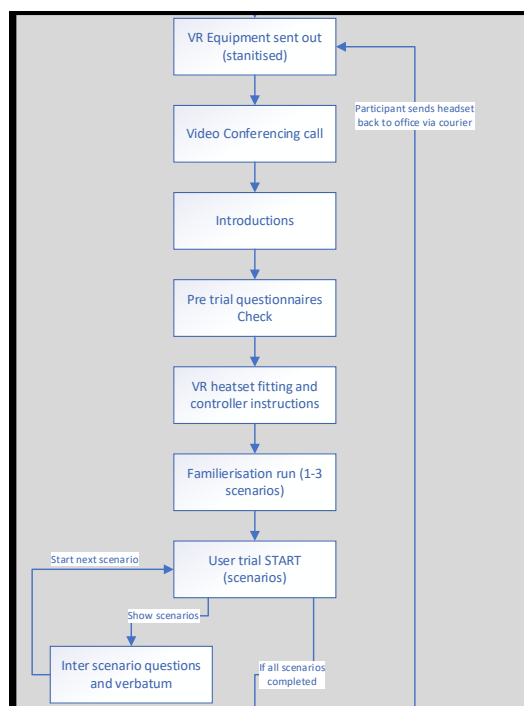 VR Equipment sent out
(stanitised)
Participant sends headset
back to office via courier
Video Conferencing call
Introductions
Pre trial questionnaires
Check
VR heatset fitting and
controller instructions
Familierisation run (1-3
scenarios)
Start next scenario
User trial START
(scenarios)
Show scenarios
Inter scenario questions
and verbatum
If all scenarios
completed